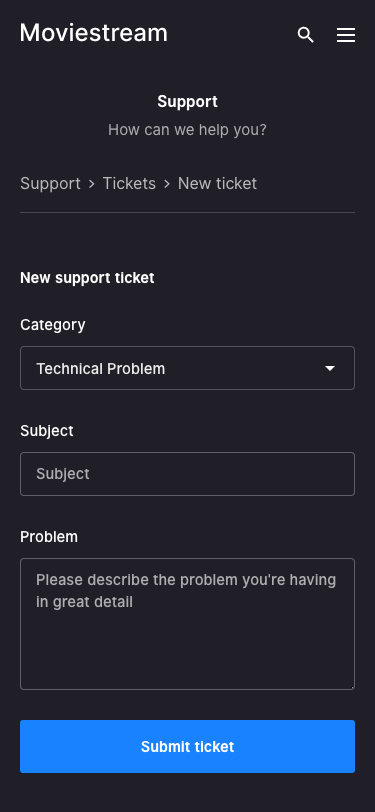 Moviestream
Support
How can we help you?
Support > Tickets > New ticket
New support ticket
Category
Technical Problem
Subject
Subject
Problem
Please describe the problem you're having
in great detail
Submit ticket